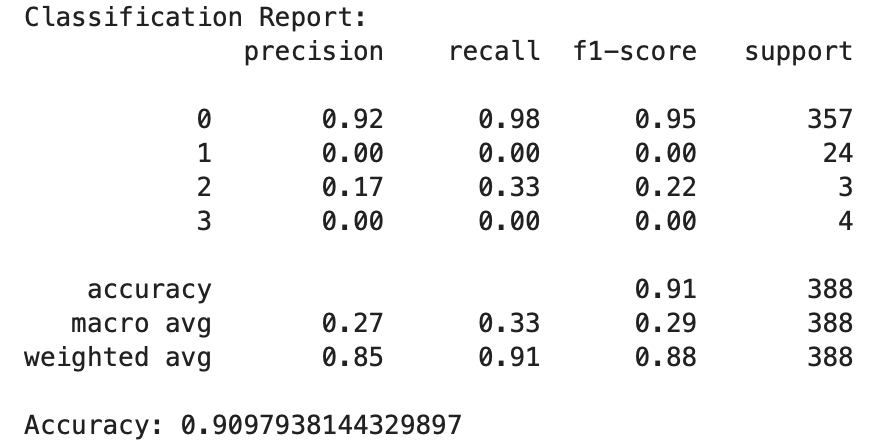 Classification Report:
precision recall f1-score support
0 0.92 0.98 0.95 357
1 0.00 0.00 0.00 24
2 0.17 0.33 0.22 3
3 0.00 0.00 0.00 4
accuracy 0.91 388
macro avg 0.27 0.33 0.29 388
weighted avg 0.85 0.91 0.88 388
Accuracy: 0.9097938144329897